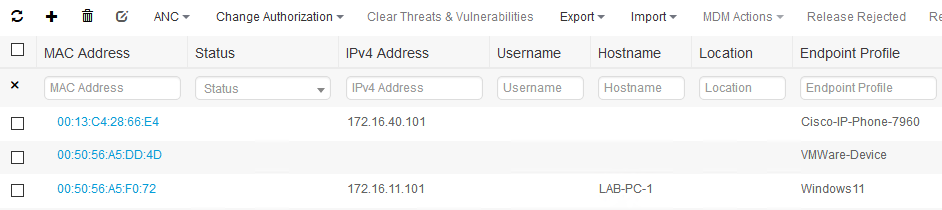 ANC Change Authorization Clear Threats & Vulnerabilities Export Import MDM Actions Release Rejected
MAC Address Status IPv4 Address Username Hostname Location Endpoint Profile
MAC Address Status IPv4 Address Username Hostname Location Endpoint Profile
00:13:C4:28:66:E4 172.16.40.101 Cisco-IP-Phone-7960
00:50:56:A5:DD:4D VMWare-Device
00:50:56:A5:F0:72 172.16.11.101 LAB-PC-1 Windows11